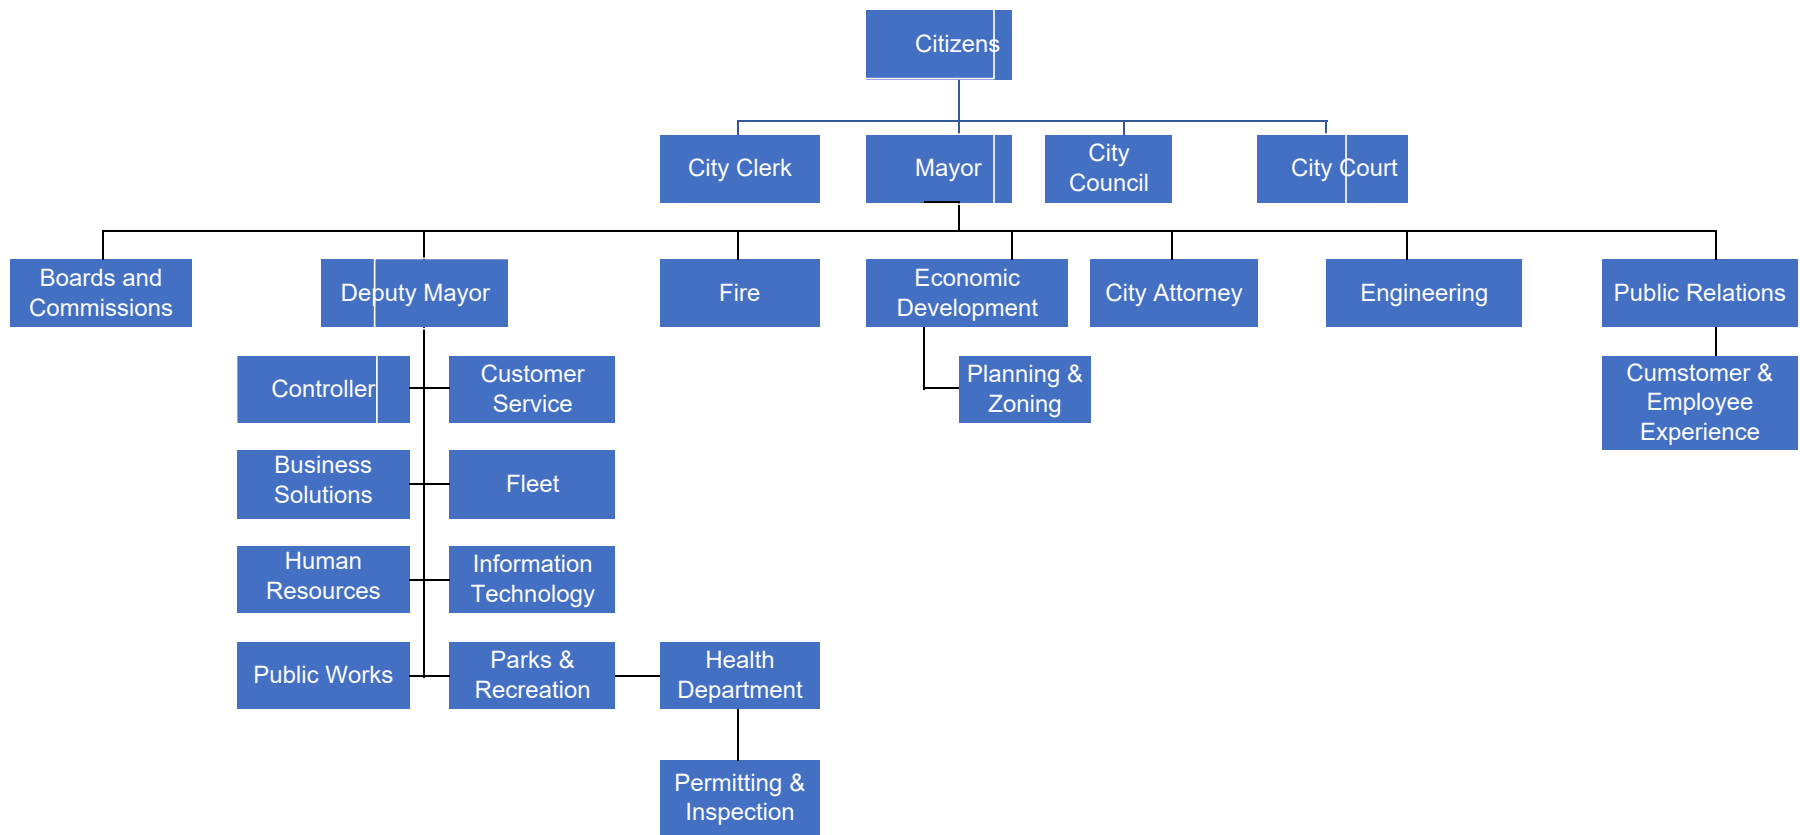 Citizens
City Clerk
Mayor
City
Council
City Court
Boards and
Commissions
Deputy Mayor
Fire
Economic
Development
City Attorney
Engineering
Public Relations
Controller
Customer
Service
Planning &
Zoning
Cumstomer &
Employee
Experience
Business
Solutions
Fleet
Human
Resources
Information
Technology
Public Works
Parks &
Recreation
Health
Department
Permitting &
Inspection